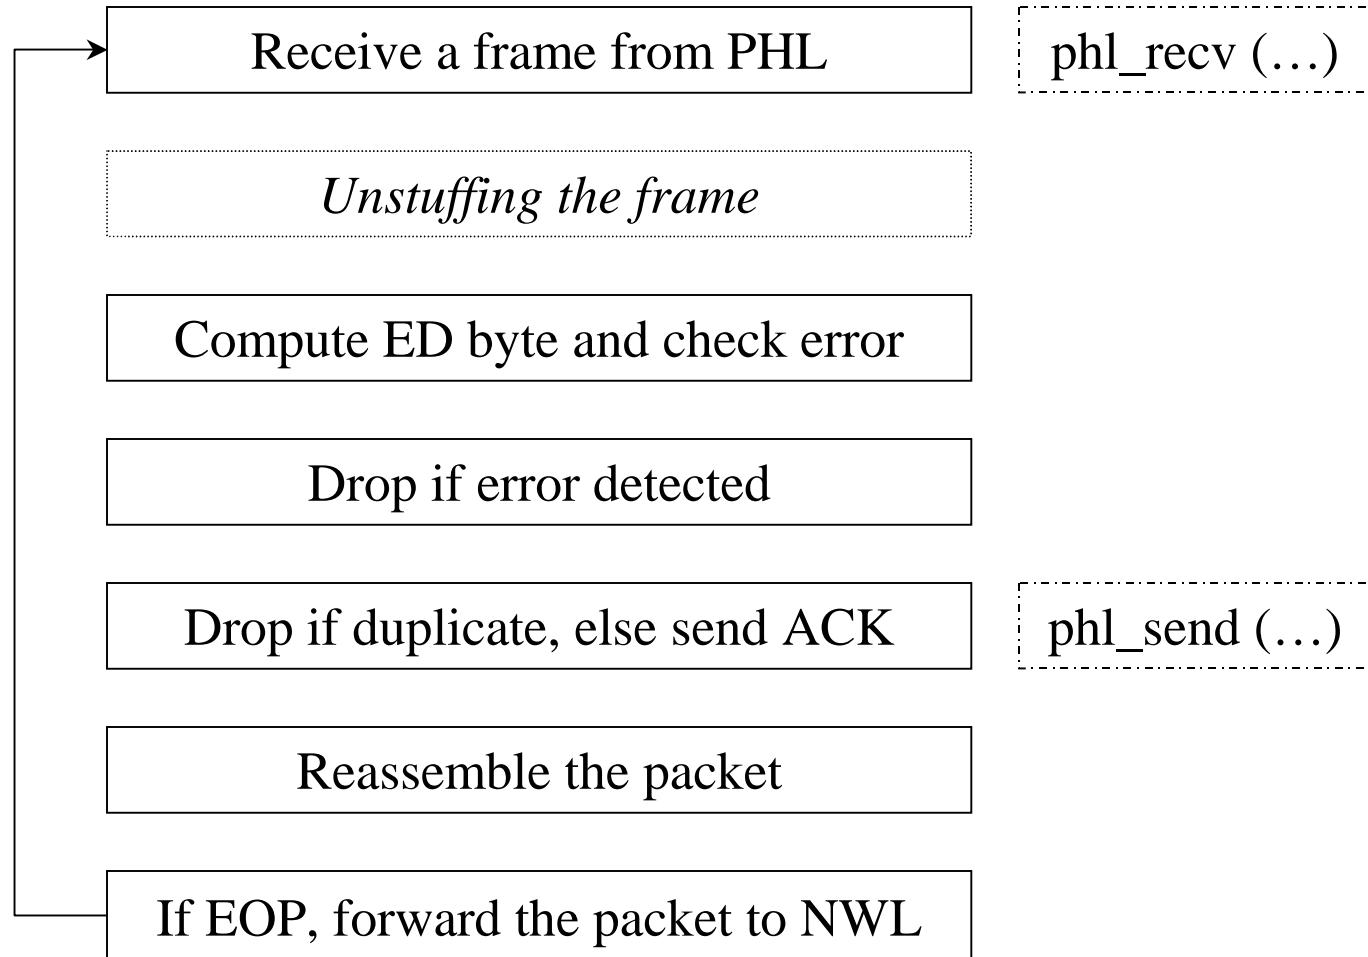 Receive a frame from PHL
phl_recv (…)
Unstuffing the frame
Compute ED byte and check error
Drop if error detected
Drop if duplicate, else send ACK
phl_send (…)
Reassemble the packet
If EOP, forward the packet to NWL